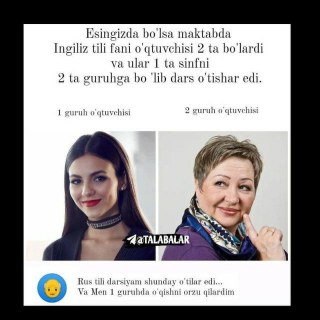 Esingizda bo'lsa maktabda
Ingiliz tili fani o'qtuvchisi 2 ta bo'lardi
va ular 1 ta sinfni
2 ta guruhga bo 'lib dars o'tishar edi.
1 guruh o'qtuvchisi
2 guruh o'qtuvchisi
@TALABALAR
Rus tili darsiyam shunday o'tilar edi...
Va Men 1 guruhda o'qishni orzu qilardim